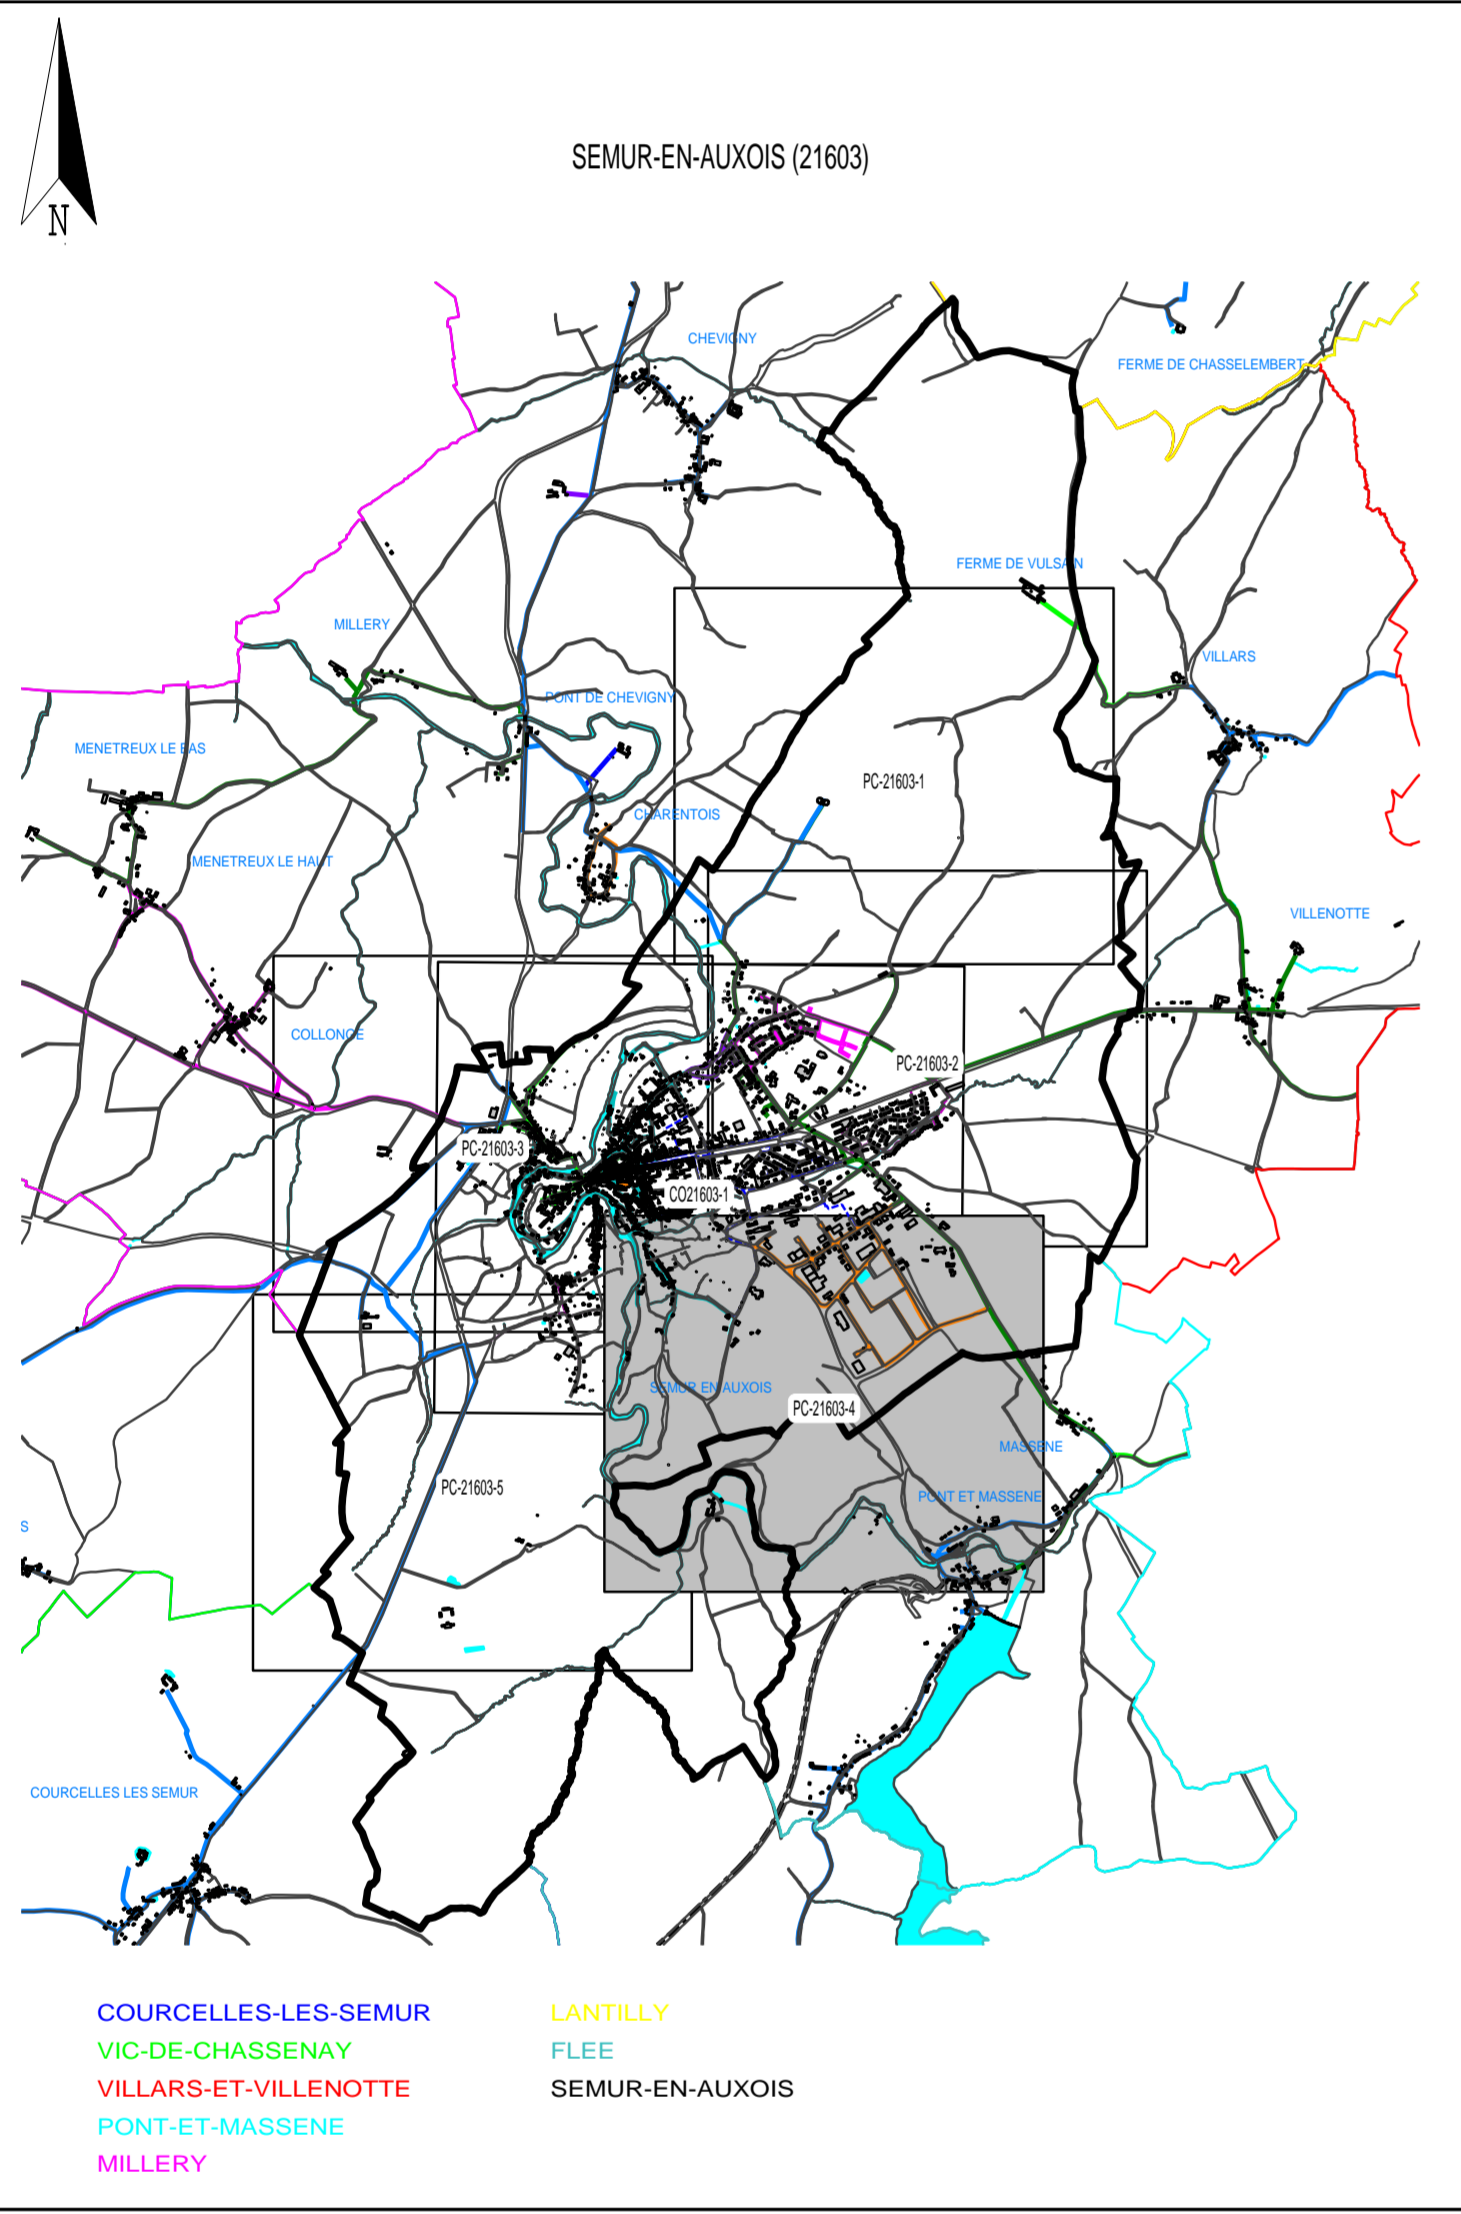 N
SEMUR-EN-AUXOIS (21603)
CHEVIGNY
FERME DE CHASSELEMBERT
FERME DE VULSAIN
MILLERY
VILLARS
PONT DE CHEVIGNY
MENETREUX LE BAS
PC-21603-1
CHARENTOIS
MENETREUX LE HAUT
VILLENOTTE
COLLONGE
PC-21603-2
PC-21603-3
CO21603-1
SEMUR EN AUXOIS
PC-21603-4
MASSENE
PC-21603-5
PONT ET MASSENE
S
COURCELLES LES SEMUR
COURCELLES-LES-SEMUR
VIC-DE-CHASSENAY
VILLARS-ET-VILLENOTTE
PONT-ET-MASSENE
MILLERY
LANTILLY
FLEE
SEMUR-EN-AUXOIS